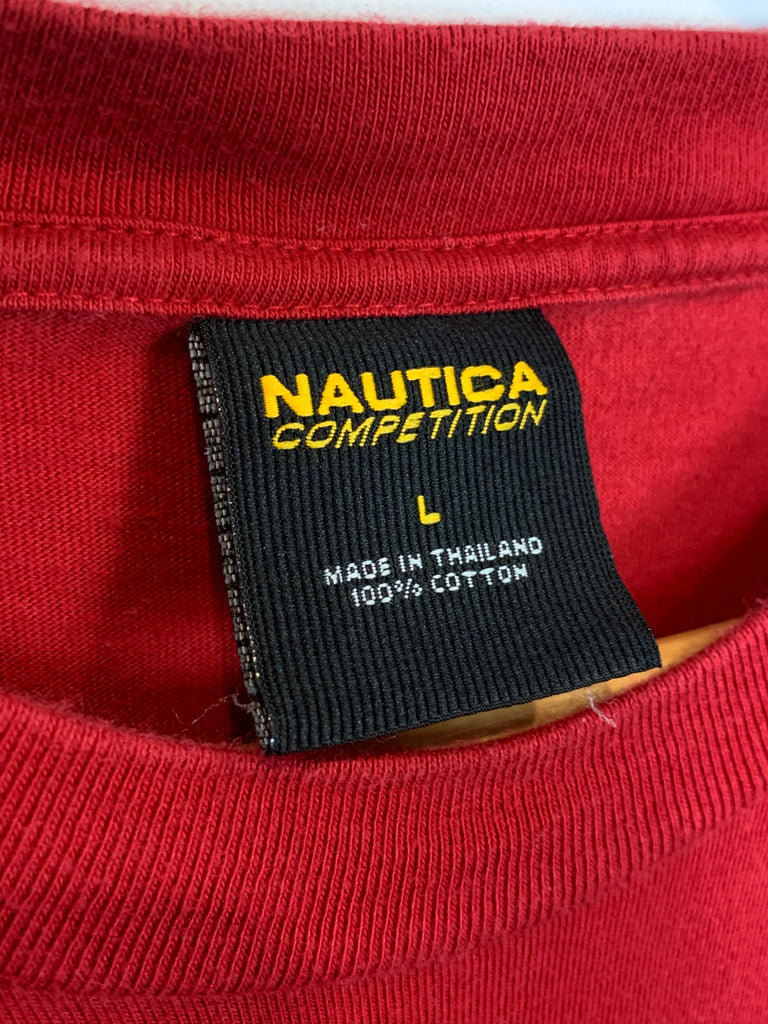 NAUTICA
COMPETITION
L
MADE IN THAILAND
100% COTTON